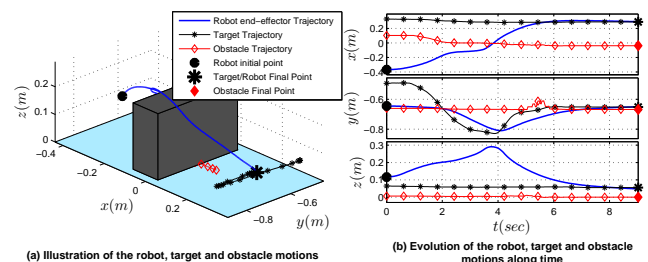 Robot end-effector Trajectory
Target Trajectory
Obstacle Trajectory
Robot initial point
Target/Robot Final Point
Obstacle Final Point
z(m)
0.2
0.1
0
−0.4
−0.2
0
0.2
x(m)
−0.8
−0.6
y(m)
(a) Illustration of the robot, target and obstacle motions
x(m)
0.2
0
−0.2
−0.4
y(m)
−0.6
−0.8
z(m)
0.3
0.2
0.1
0
0 2 4 6 8
t(sec)
(b) Evolution of the robot, target and obstacle
motions along time